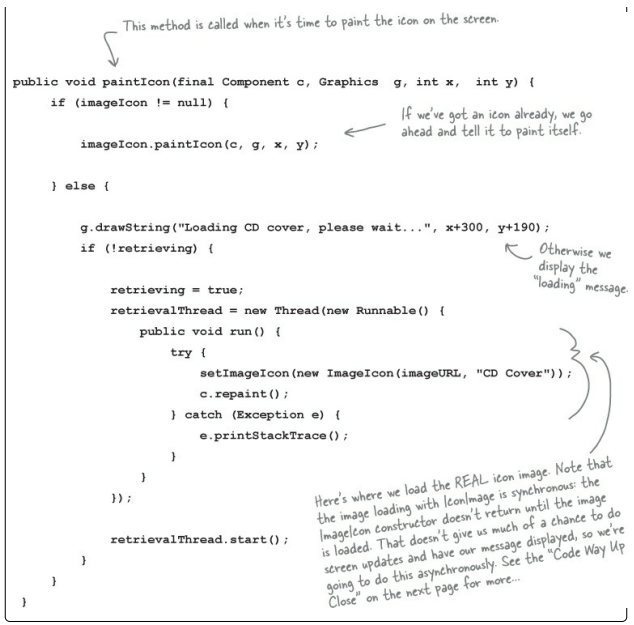 This method is called when it's time to paint the icon on the screen.
public void paintIcon(final Component c, Graphics  g, int x,  int y) {
if (imageIcon != null) {
If we've got an icon already, we go
ahead and tell it to paint itself.
imageIcon.paintIcon(c, g, x, y);
} else {
g.drawString("Loading CD cover, please wait...", x+300, y+190);
if (!retrieving) {
Otherwise we
display the
"loading" message.
retrieving = true;
retrievalThread = new Thread(new Runnable() {
public void run() {
try {
setImageIcon(new ImageIcon(imageURL, "CD Cover"));
c.repaint();
} catch (Exception e) {
e.printStackTrace();
}
}
});
Here's where we load the REAL icon image. Note that
the image loading with IconImage is synchronous: the
ImageIcon constructor doesn't return until the image
is loaded. That doesn't give us much of a chance to do
screen updates and have our message displayed, so we're
going to do this asynchronously. See the "Code Way Up
Close" on the next page for more...
retrievalThread.start();
}
}
}